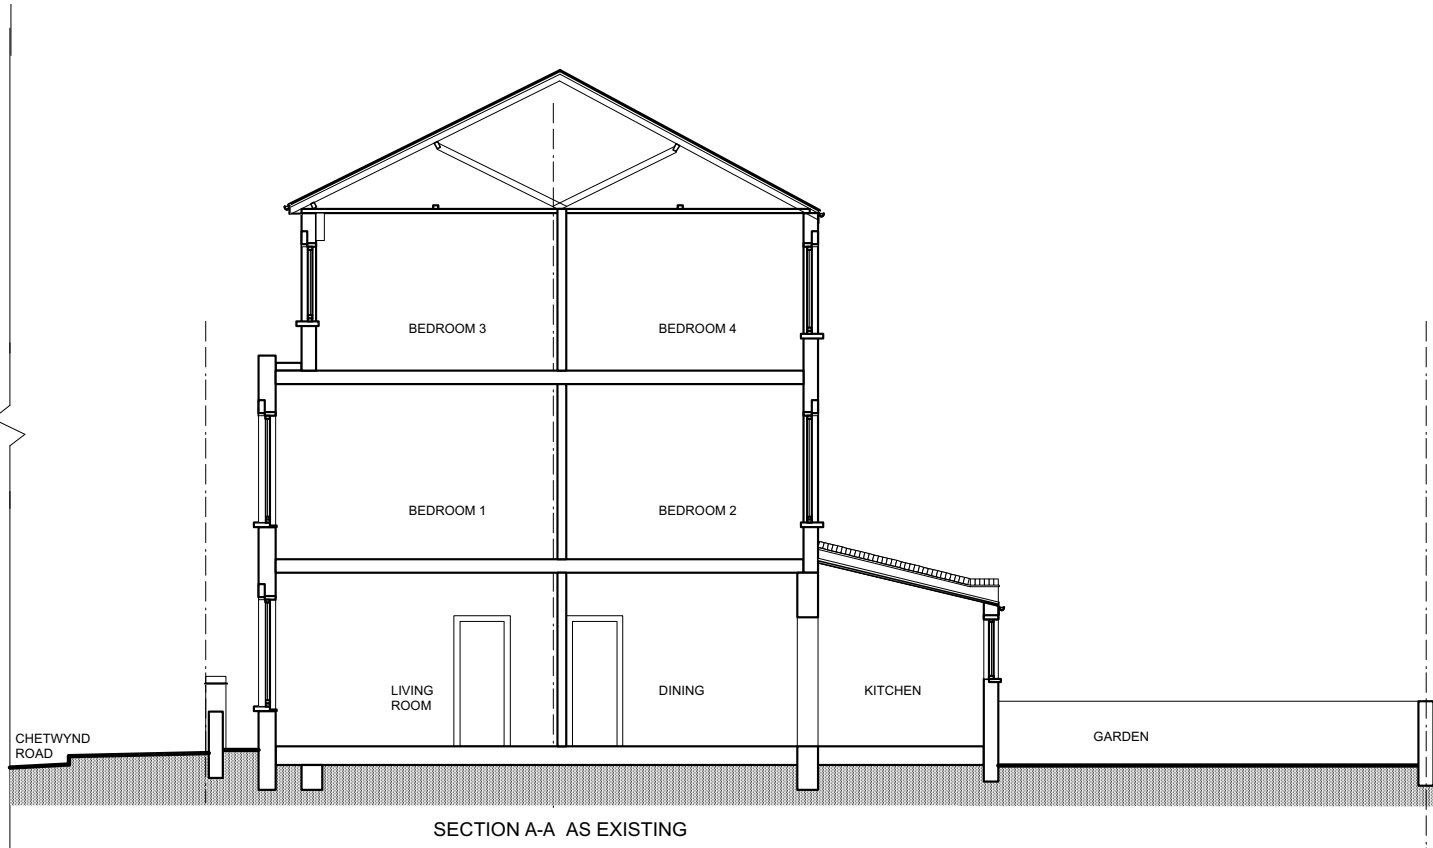 BEDROOM 3
BEDROOM 4
BEDROOM 1
BEDROOM 2
LIVING
ROOM
DINING
KITCHEN
CHETWYND
ROAD
GARDEN
SECTION A-A AS EXISTING